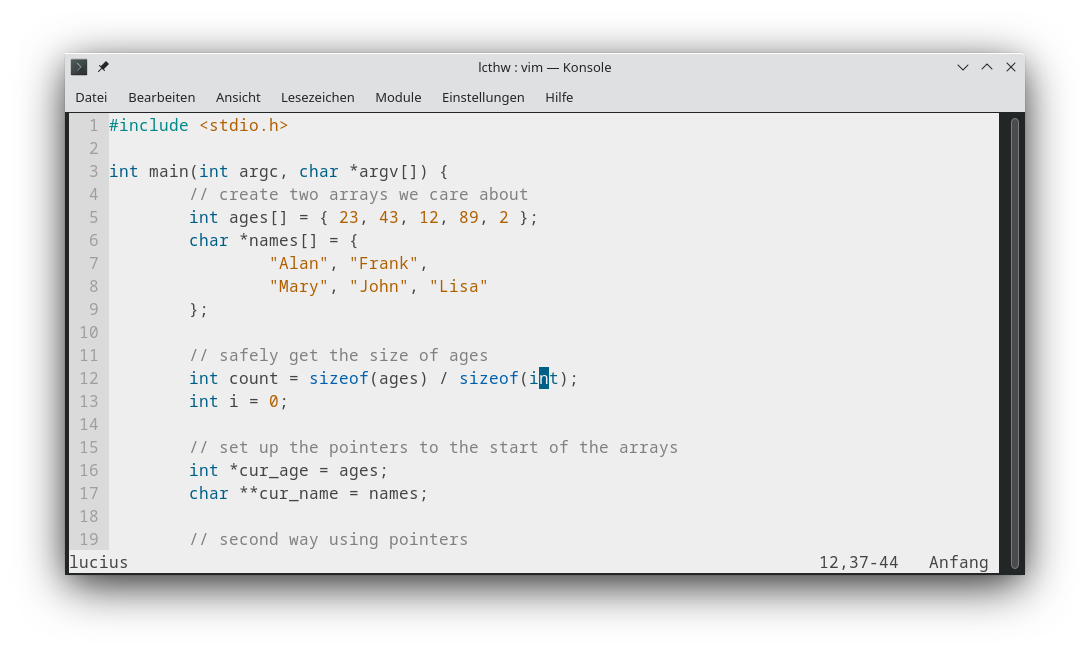 lcthw : vim — Konsole
Datei Bearbeiten Ansicht Lesezeichen Module Einstellungen Hilfe
1 #include <stdio.h>
2
3 int main(int argc, char *argv[]) {
4         // create two arrays we care about
5         int ages[] = { 23, 43, 12, 89, 2 };
6         char *names[] = {
7                 "Alan", "Frank",
8                 "Mary", "John", "Lisa"
9         };
10
11         // safely get the size of ages
12         int count = sizeof(ages) / sizeof(int);
13         int i = 0;
14
15         // set up the pointers to the start of the arrays
16         int *cur_age = ages;
17         char **cur_name = names;
18
19         // second way using pointers
lucius 12,37-44 Anfang